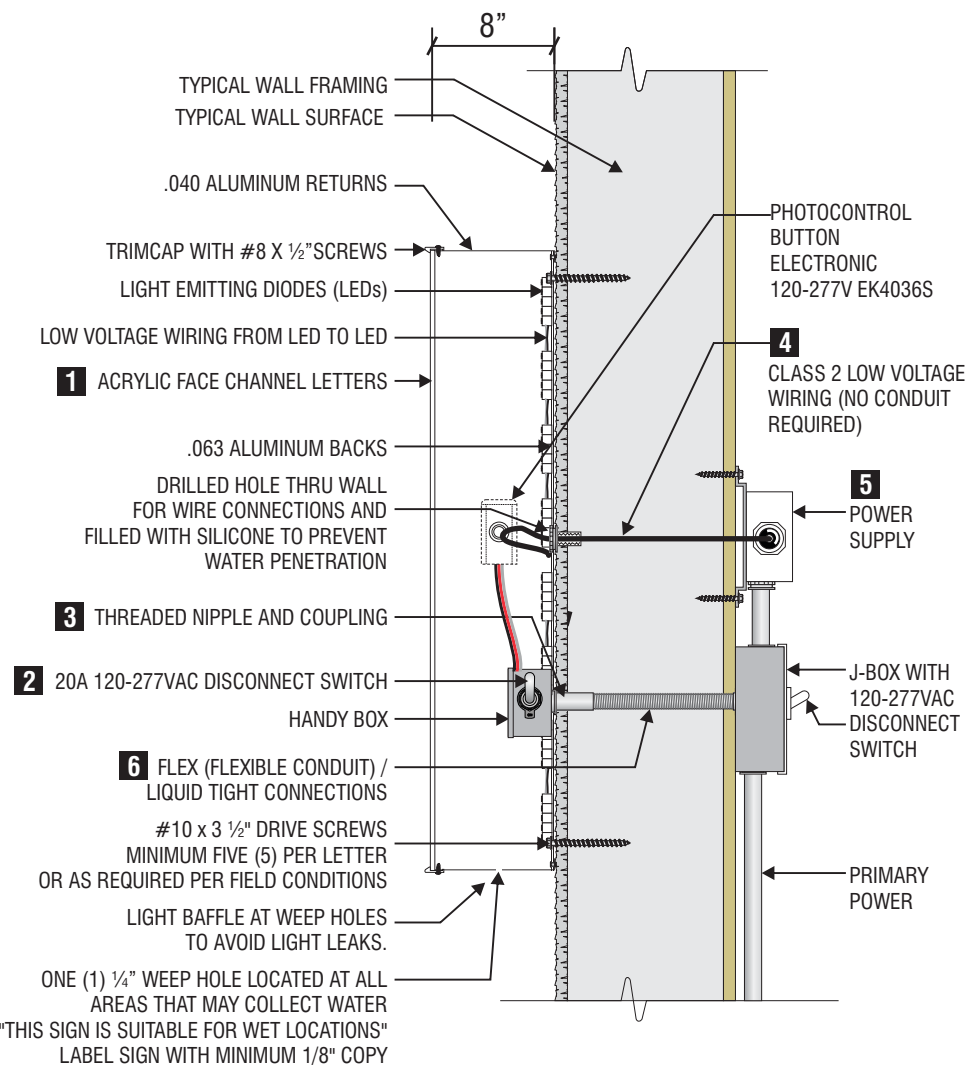 8”
TYPICAL WALL FRAMING
TYPICAL WALL SURFACE
.040 ALUMINUM RETURNS
TRIMCAP WITH #8 X ½”SCREWS
LIGHT EMITTING DIODES (LEDs)
LOW VOLTAGE WIRING FROM LED TO LED
1 ACRYLIC FACE CHANNEL LETTERS
.063 ALUMINUM BACKS
DRILLED HOLE THRU WALL
FOR WIRE CONNECTIONS AND
FILLED WITH SILICONE TO PREVENT
WATER PENETRATION
3 THREADED NIPPLE AND COUPLING
2 20A 120-277VAC DISCONNECT SWITCH
HANDY BOX
6 FLEX (FLEXIBLE CONDUIT) /
LIQUID TIGHT CONNECTIONS
#10 x 3 ½" DRIVE SCREWS
MINIMUM FIVE (5) PER LETTER
OR AS REQUIRED PER FIELD CONDITIONS
LIGHT BAFFLE AT WEEP HOLES
TO AVOID LIGHT LEAKS.
ONE (1) ¼” WEEP HOLE LOCATED AT ALL
AREAS THAT MAY COLLECT WATER
"THIS SIGN IS SUITABLE FOR WET LOCATIONS"
LABEL SIGN WITH MINIMUM 1/8" COPY
PHOTOCONTROL
BUTTON
ELECTRONIC
120-277V EK4036S
4
CLASS 2 LOW VOLTAGE
WIRING (NO CONDUIT
REQUIRED)
5
POWER
SUPPLY
J-BOX WITH
120-277VAC
DISCONNECT
SWITCH
PRIMARY
POWER